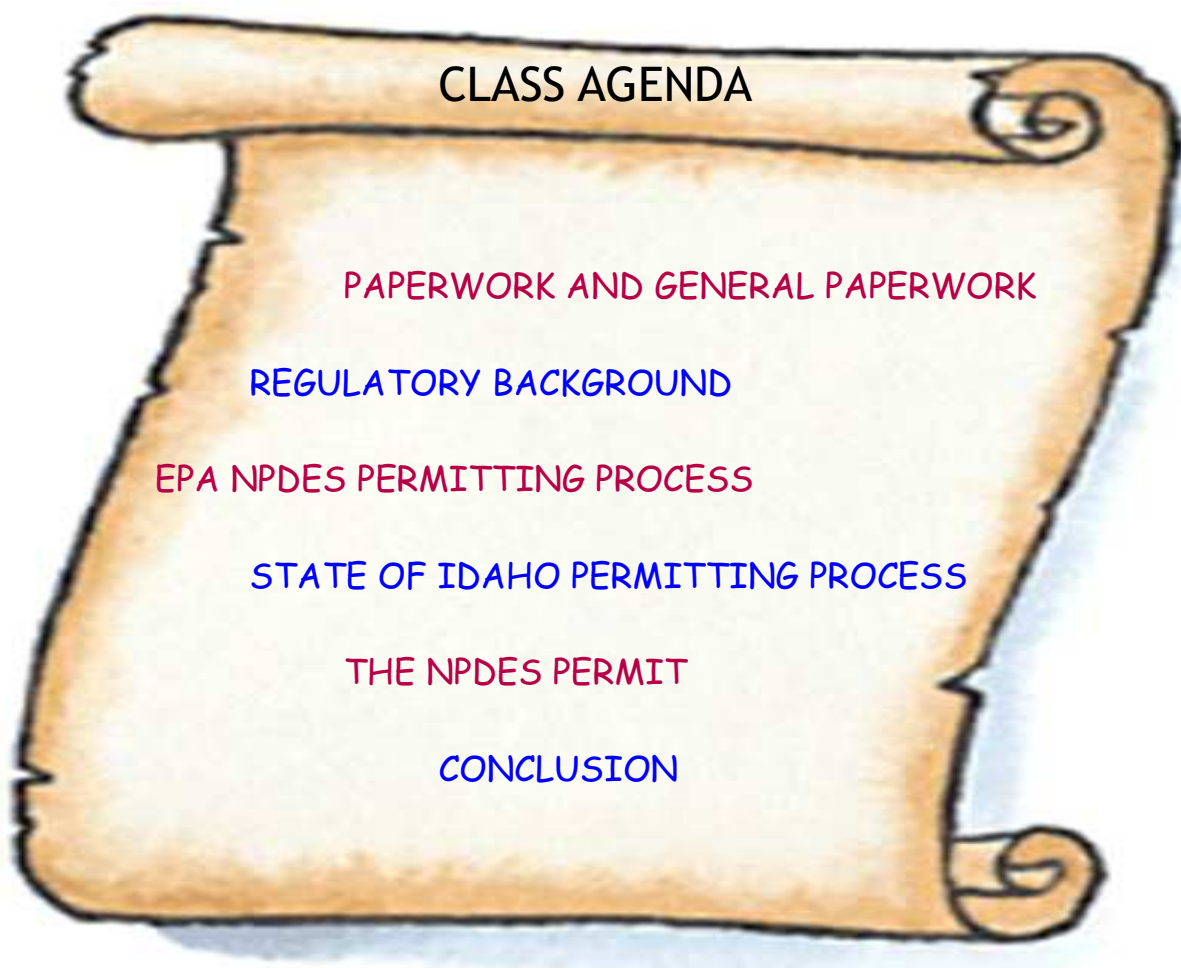 CLASS AGENDA
PAPERWORK AND GENERAL PAPERWORK
REGULATORY BACKGROUND
EPA NPDES PERMITTING PROCESS
STATE OF IDAHO PERMITTING PROCESS
THE NPDES PERMIT
CONCLUSION